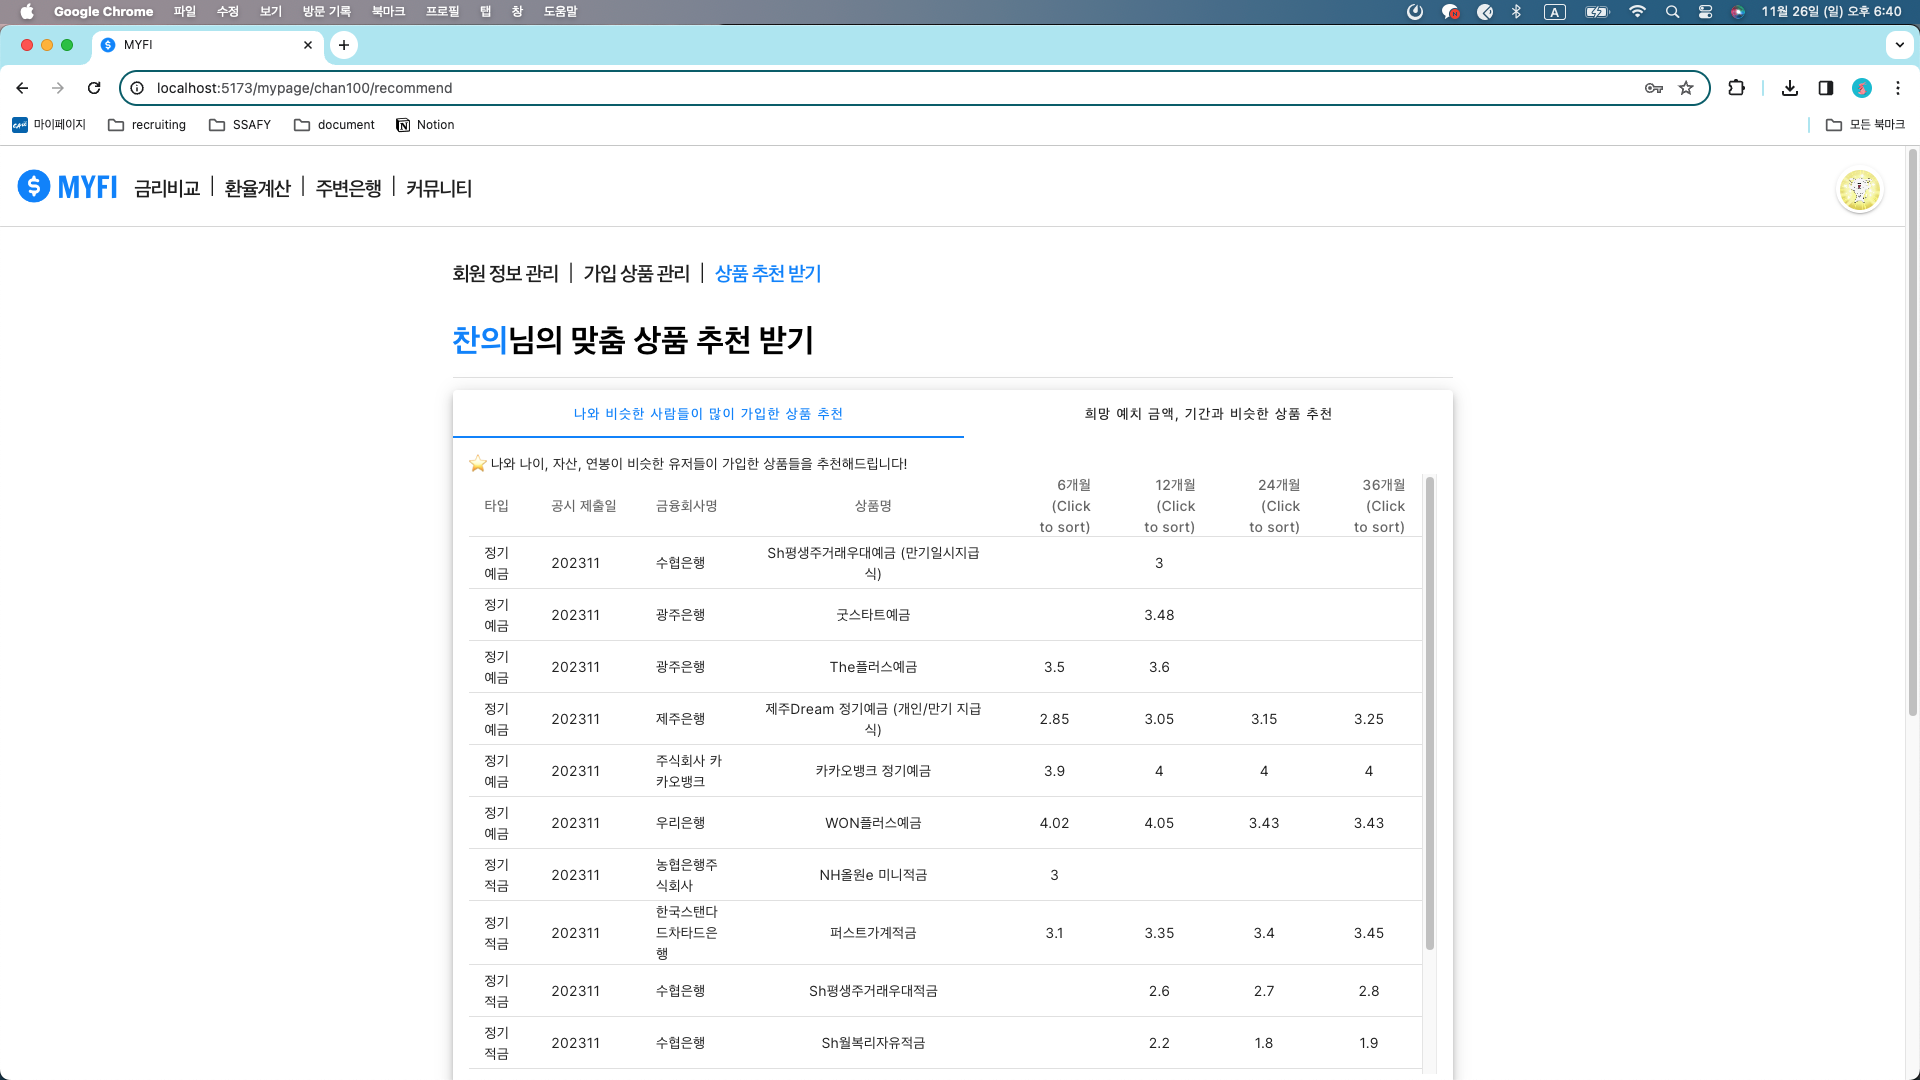 Google Chrome 파일 수정 보기 방문 기록 북마크 프로필 탭 창 도움말 A 11월 26일 (일) 오후 6:40
MYFI
localhost:5173/mypage/chan100/recommend
마이페이지 recruiting SSAFY document Notion 모든 북마크
MYFI 금리비교 | 환율계산 | 주변은행 | 커뮤니티
회원 정보 관리 | 가입 상품 관리 | 상품 추천 받기
찬의님의 맞춤 상품 추천 받기
나와 비슷한 사람들이 많이 가입한 상품 추천 희망 예치 금액, 기간과 비슷한 상품 추천
나와 나이, 자산, 연봉이 비슷한 유저들이 가입한 상품들을 추천해드립니다!
타입 공시 제출일 금융회사명 상품명 6개월 (Click to sort) 12개월 (Click to sort) 24개월 (Click to sort) 36개월 (Click to sort)
정기 예금 202311 수협은행 Sh평생주거래우대예금 (만기일시지급식) 3
정기 예금 202311 광주은행 굿스타트예금 3.48
정기 예금 202311 광주은행 The플러스예금 3.5 3.6
정기 예금 202311 제주은행 제주Dream 정기예금 (개인/만기 지급식) 2.85 3.05 3.15 3.25
정기 예금 202311 주식회사 카카오뱅크 카카오뱅크 정기예금 3.9 4 4 4
정기 예금 202311 우리은행 WON플러스예금 4.02 4.05 3.43 3.43
정기 적금 202311 농협은행주식회사 NH올원e 미니적금 3
정기 적금 202311 한국스탠다드차타드은행 퍼스트가계적금 3.1 3.35 3.4 3.45
정기 적금 202311 수협은행 Sh평생주거래우대적금 2.6 2.7 2.8
정기 적금 202311 수협은행 Sh월복리자유적금 2.2 1.8 1.9